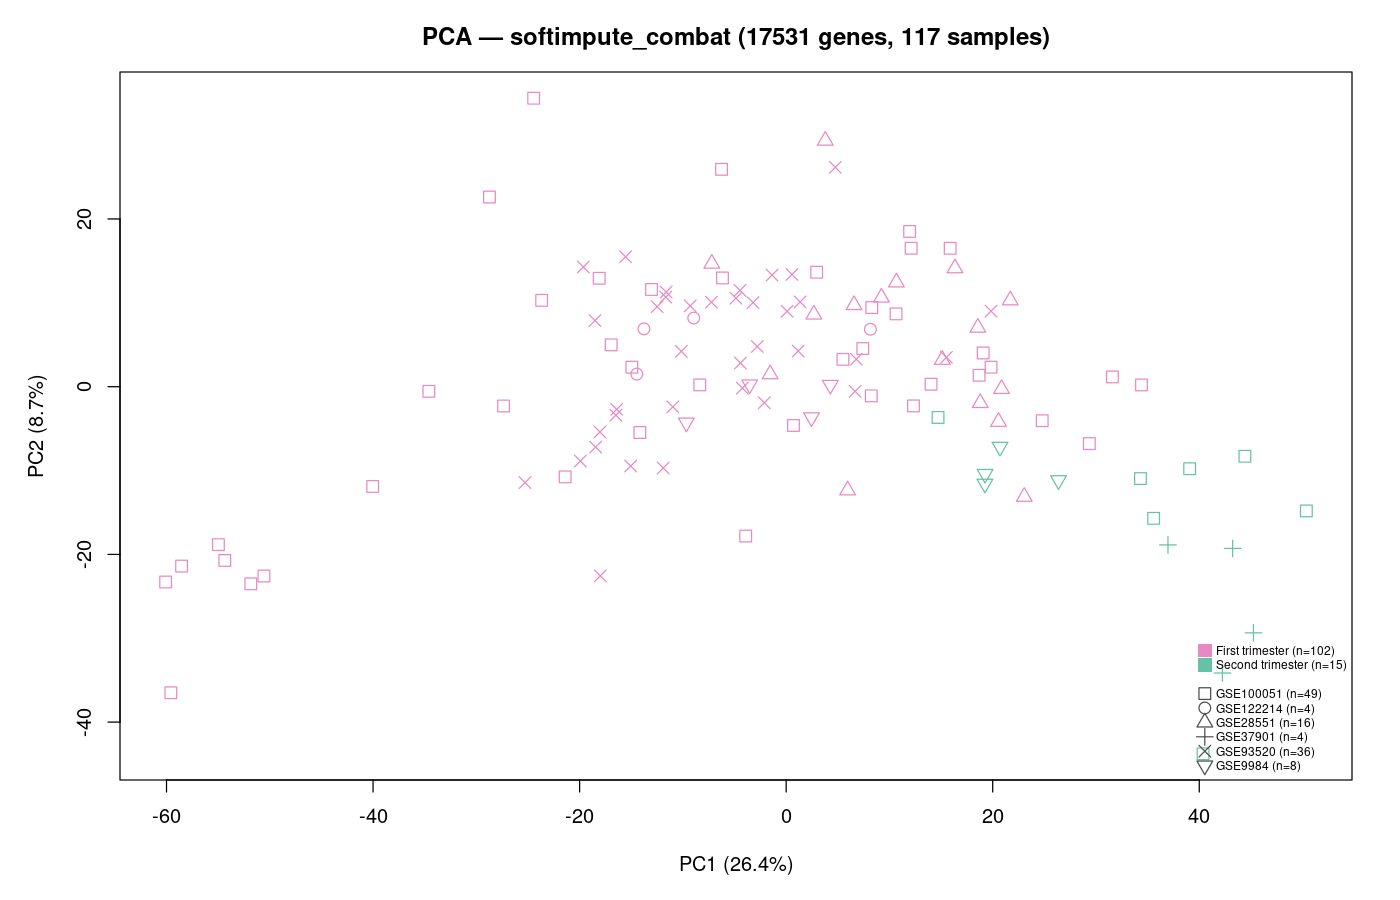 PCA — softimpute_combat (17531 genes, 117 samples)
20
0
-20
-40
PC2 (8.7%)
-60
-40
-20
0
20
40
PC1 (26.4%)
First trimester (n=102)
Second trimester (n=15)
GSE100051 (n=49)
GSE122214 (n=4)
GSE28551 (n=16)
GSE37901 (n=4)
GSE93520 (n=36)
GSE9984 (n=8)